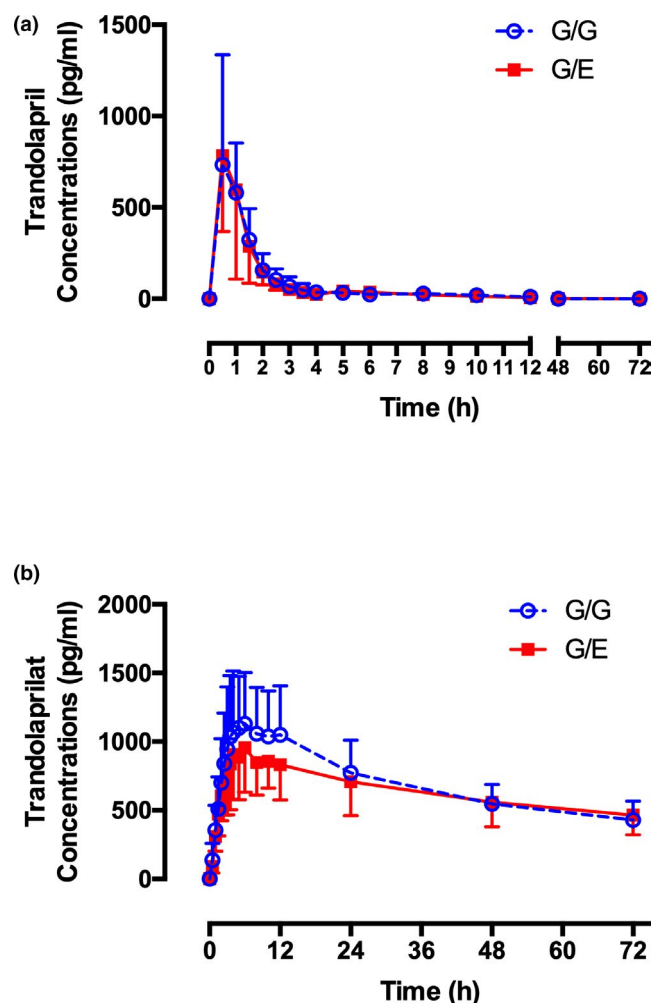 (a)
1500
1000
500
0
Trandolapril
Concentrations (pg/ml)
G/G
G/E
0 1 2 3 4 5 6 7 8 9 10 11 12 48 60 72
Time (h)
(b)
2000
1500
1000
500
0
Trandolaprilat
Concentrations (pg/ml)
G/G
G/E
0 12 24 36 48 60 72
Time (h)